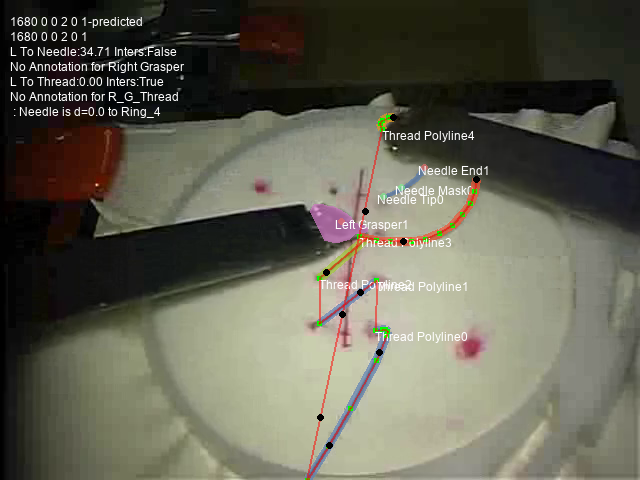 1680 0 0 2 0 1-predicted
1680 0 0 2 0 1
L To Needle:34.71 Inters:False
No Annotation for Right Grasper
L To Thread:0.00 Inters:True
No Annotation for R_G_Thread
: Needle is d=0.0 to Ring_4
Thread Polyline4
Needle End1
Needle Mask0
Needle Tip0
Left Grasper1
Thread Polyline3
Thread Polyline2
Thread Polyline1
Thread Polyline0